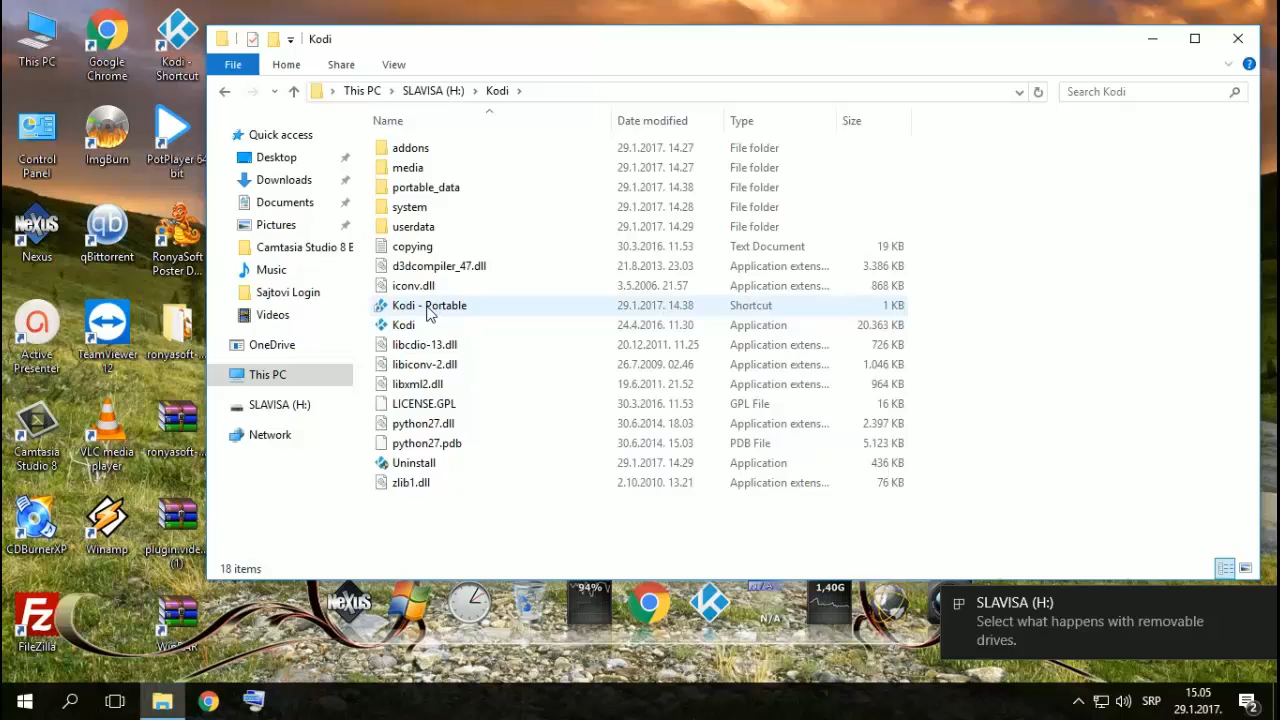 This PC
Google
Chrome
Kodi -
Shortcut
Control
Panel
ImgBurn
PotPlayer 64
bit
Nexus
qBittorrent
RonyaSoft
Poster D...
Active
Presenter
TeamViewer
12
ronyasoft-...
Camtasia
Studio 8
VLC media
player
ronyasoft-...
CDBurnerXP
Winamp
plugin.vide...
(1)
FileZilla
WinRAR
Kodi
File
Home
Share
View
This PC
SLAVISA (H:)
Kodi
Search Kodi
Name
Date modified
Type
Size
Quick access
Desktop
Downloads
Documents
Pictures
Camtasia Studio 8 E
Music
Sajtovi Login
Videos
OneDrive
This PC
SLAVISA (H:)
Network
addons 29.1.2017. 14.27 File folder
media 29.1.2017. 14.27 File folder
portable_data 29.1.2017. 14.38 File folder
system 29.1.2017. 14.28 File folder
userdata 29.1.2017. 14.29 File folder
copying 30.3.2016. 11.53 Text Document 19 KB
d3dcompiler_47.dll 21.8.2013. 23.03 Application extens... 3.386 KB
iconv.dll 3.5.2006. 21.57 Application extens... 868 KB
Kodi - Portable 29.1.2017. 14.38 Shortcut 1 KB
Kodi 24.4.2016. 11.30 Application 20.363 KB
libcdio-13.dll 20.12.2011. 11.25 Application extens... 726 KB
libiconv-2.dll 26.7.2009. 02.46 Application extens... 1.046 KB
libxml2.dll 19.6.2011. 21.52 Application extens... 964 KB
LICENSE.GPL 30.3.2016. 11.53 GPL File 16 KB
python27.dll 30.6.2014. 18.03 Application extens... 2.397 KB
python27.pdb 30.6.2014. 15.03 PDB File 5.123 KB
Uninstall 29.1.2017. 14.29 Application 436 KB
zlib1.dll 2.10.2010. 13.21 Application extens... 76 KB
18 items
NEXUS
94%
N/A
N/A
1,40G
SLAVISA (H:)
Select what happens with removable
drives.
SRP
15.05
29.1.2017.
2